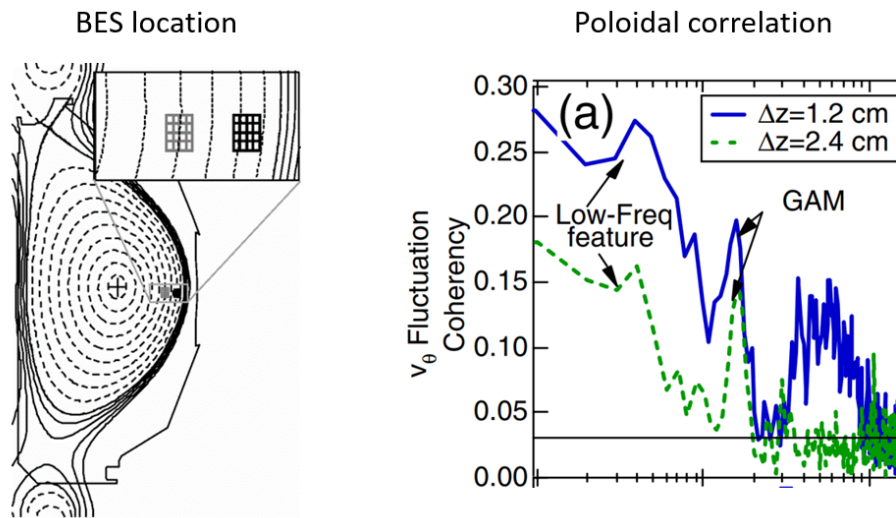 BES location
Poloidal correlation
0.30
0.25
0.20
0.15
0.10
0.05
0.00
v_θ Fluctuation
Coherency
(a)
Δz=1.2 cm
Δz=2.4 cm
Low-Freq
feature
GAM